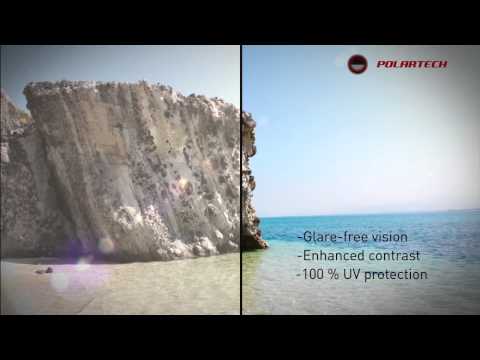 POLARTECH
-Glare-free vision
-Enhanced contrast
-100 % UV protection